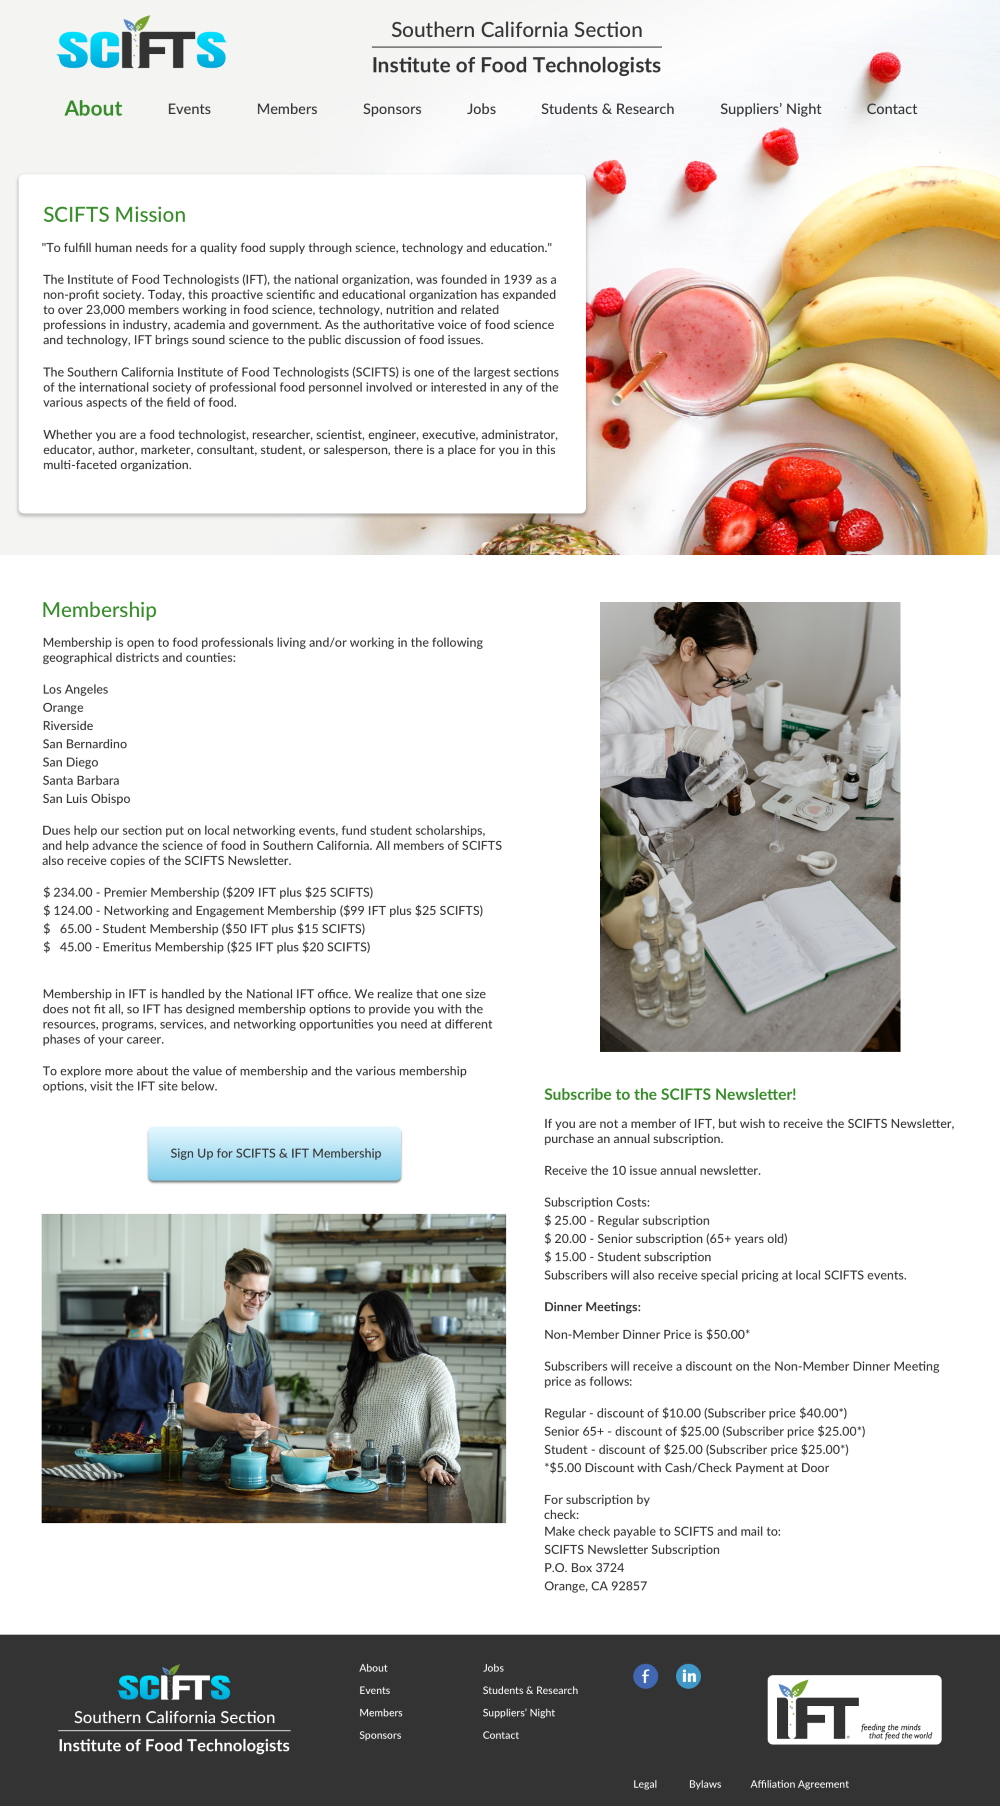 SCIFTS
Southern California Section
Institute of Food Technologists
About
Events
Members
Sponsors
Jobs
Students & Research
Suppliers' Night
Contact
SCIFTS Mission
"To fulfill human needs for a quality food supply through science, technology and education."
The Institute of Food Technologists (IFT), the national organization, was founded in 1939 as a
non-profit society. Today, this proactive scientific and educational organization has expanded
to over 23,000 members working in food science, technology, nutrition and related
professions in industry, academia and government. As the authoritative voice of food science
and technology, IFT brings sound science to the public discussion of food issues.
The Southern California Institute of Food Technologists (SCIFTS) is one of the largest sections
of the international society of professional food personnel involved or interested in any of the
various aspects of the field of food.
Whether you are a food technologist, researcher, scientist, engineer, executive, administrator,
educator, author, marketer, consultant, student, or salesperson, there is a place for you in this
multi-faceted organization.
Membership
Membership is open to food professionals living and/or working in the following
geographical districts and counties:
Los Angeles
Orange
Riverside
San Bernardino
San Diego
Santa Barbara
San Luis Obispo
Dues help our section put on local networking events, fund student scholarships,
and help advance the science of food in Southern California. All members of SCIFTS
also receive copies of the SCIFTS Newsletter.
$ 234.00 - Premier Membership ($209 IFT plus $25 SCIFTS)
$ 124.00 - Networking and Engagement Membership ($99 IFT plus $25 SCIFTS)
$ 65.00 - Student Membership ($50 IFT plus $15 SCIFTS)
$ 45.00 - Emeritus Membership ($25 IFT plus $20 SCIFTS)
Membership in IFT is handled by the National IFT office. We realize that one size
does not fit all, so IFT has designed membership options to provide you with the
resources, programs, services, and networking opportunities you need at different
phases of your career.
To explore more about the value of membership and the various membership
options, visit the IFT site below.
Sign Up for SCIFTS & IFT Membership
Subscribe to the SCIFTS Newsletter!
If you are not a member of IFT, but wish to receive the SCIFTS Newsletter,
purchase an annual subscription.
Receive the 10 issue annual newsletter.
Subscription Costs:
$ 25.00 - Regular subscription
$ 20.00 - Senior subscription (65+ years old)
$ 15.00 - Student subscription
Subscribers will also receive special pricing at local SCIFTS events.
Dinner Meetings:
Non-Member Dinner Price is $50.00*
Subscribers will receive a discount on the Non-Member Dinner Meeting
price as follows:
Regular - discount of $10.00 (Subscriber price $40.00*)
Senior 65+ - discount of $25.00 (Subscriber price $25.00*)
Student - discount of $25.00 (Subscriber price $25.00*)
*$5.00 Discount with Cash/Check Payment at Door
For subscription by
check:
Make check payable to SCIFTS and mail to:
SCIFTS Newsletter Subscription
P.O. Box 3724
Orange, CA 92857
SCIFTS
Southern California Section
Institute of Food Technologists
About
Events
Members
Sponsors
Jobs
Students & Research
Suppliers' Night
Contact
f
in
IFT
feeding the minds
that feed the world
Legal
Bylaws
Affiliation Agreement